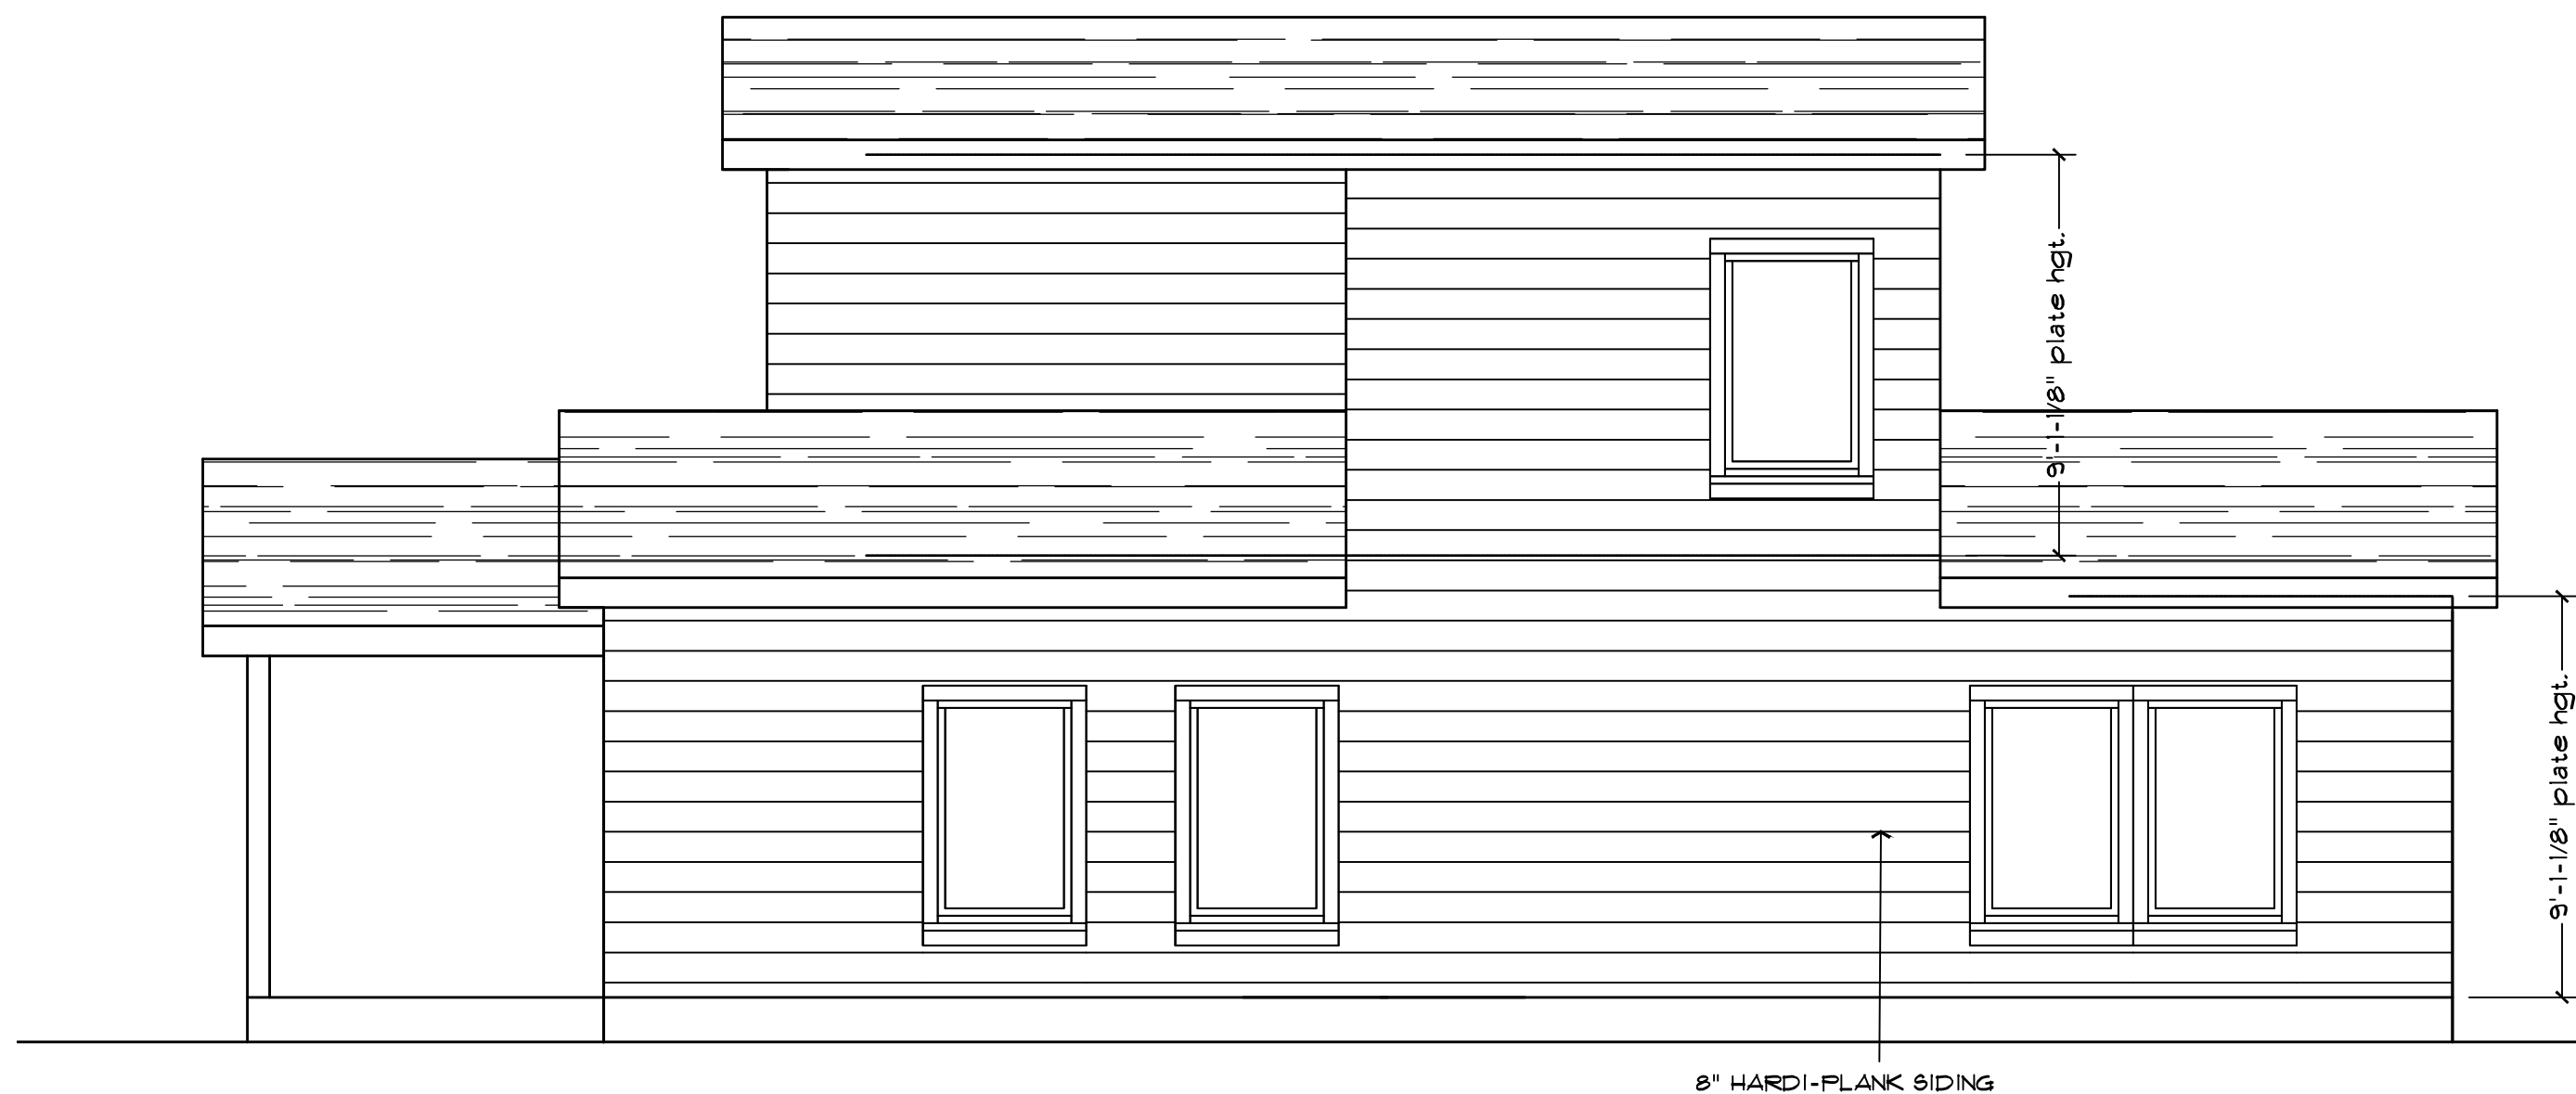 9'-1-1/8" plate hgt.
9'-1-1/8" plate hgt.
8" HARDI-PLANK SIDING